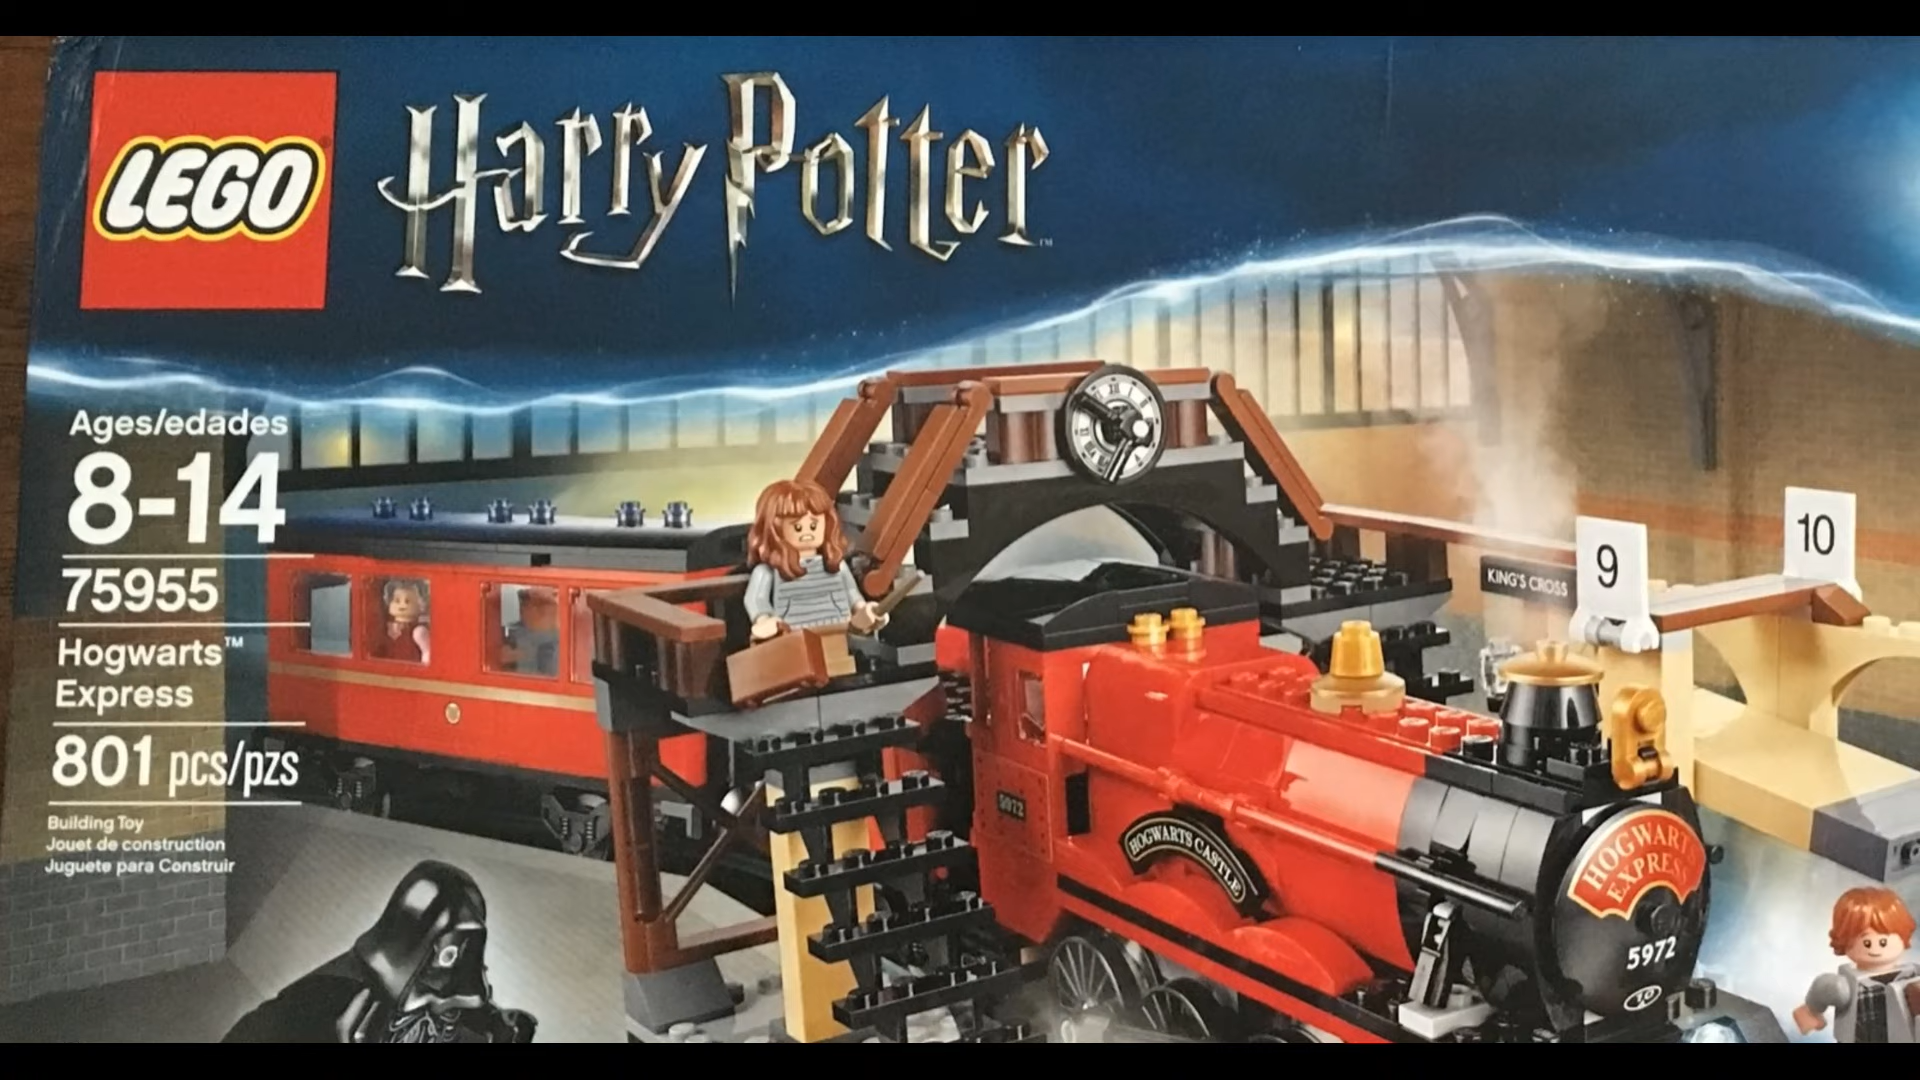 LEGO
Harry Potter™
Ages/edades
8-14
75955
Hogwarts™
Express
801 pcs/pzs
Building Toy
Jouet de construction
Juguete para Construir
KING'S CROSS
9
10
5972
HOGWARTS CASTLE
HOGWARTS
EXPRESS
5972